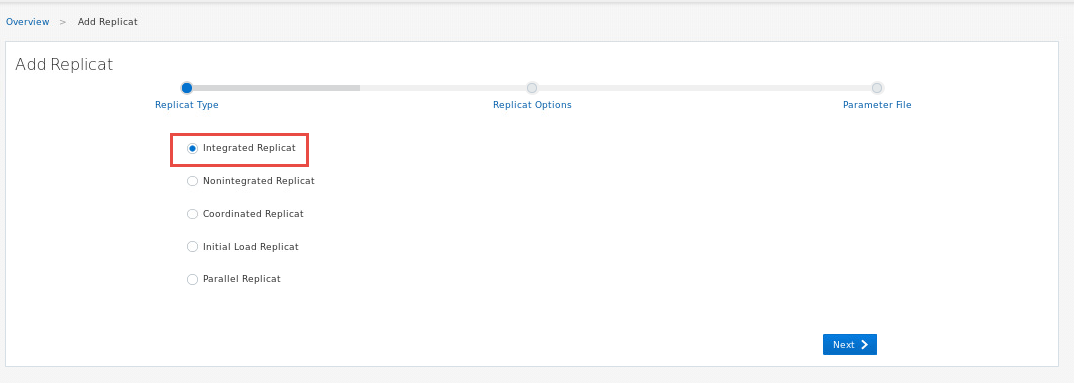 Overview > Add Replicat
Add Replicat
Replicat Type Replicat Options Parameter File
Integrated Replicat
Nonintegrated Replicat
Coordinated Replicat
Initial Load Replicat
Parallel Replicat
Next